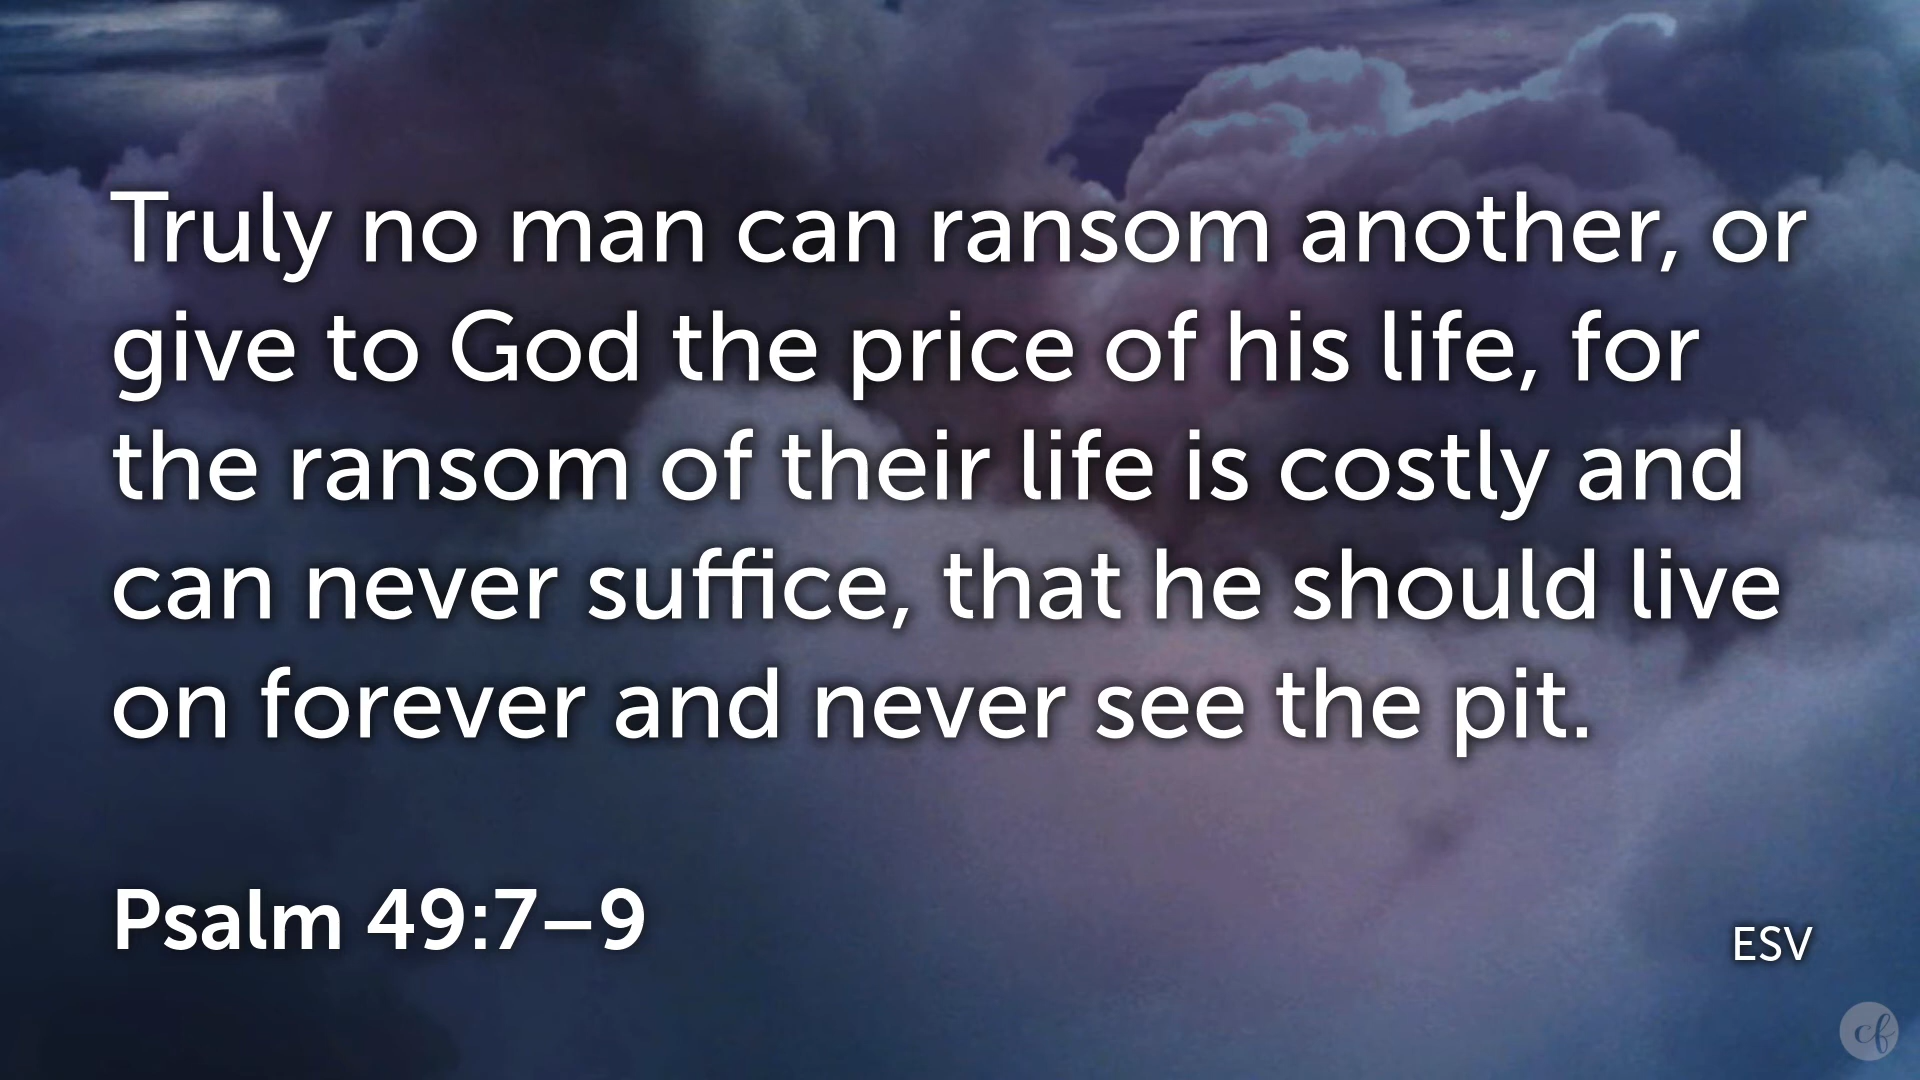 Truly no man can ransom another, or
give to God the price of his life, for
the ransom of their life is costly and
can never suffice, that he should live
on forever and never see the pit.
Psalm 49:7–9
ESV
cf